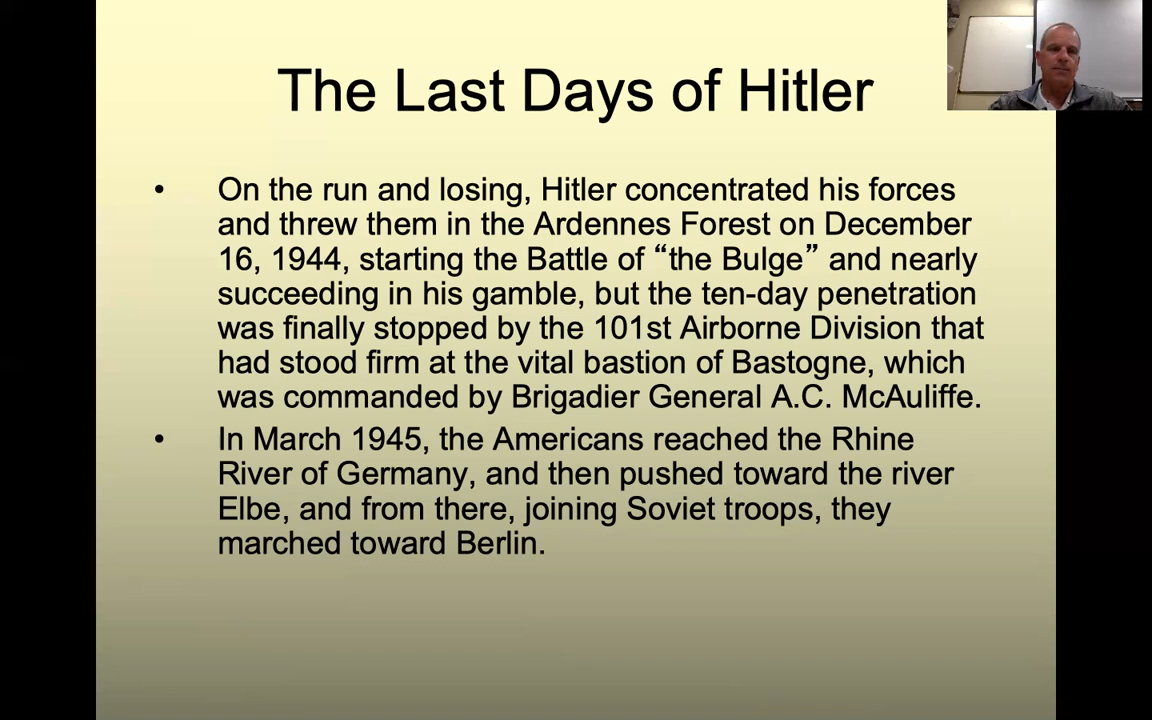 The Last Days of Hitler
• On the run and losing, Hitler concentrated his forces
and threw them in the Ardennes Forest on December
16, 1944, starting the Battle of “the Bulge” and nearly
succeeding in his gamble, but the ten-day penetration
was finally stopped by the 101st Airborne Division that
had stood firm at the vital bastion of Bastogne, which
was commanded by Brigadier General A.C. McAuliffe.
• In March 1945, the Americans reached the Rhine
River of Germany, and then pushed toward the river
Elbe, and from there, joining Soviet troops, they
marched toward Berlin.